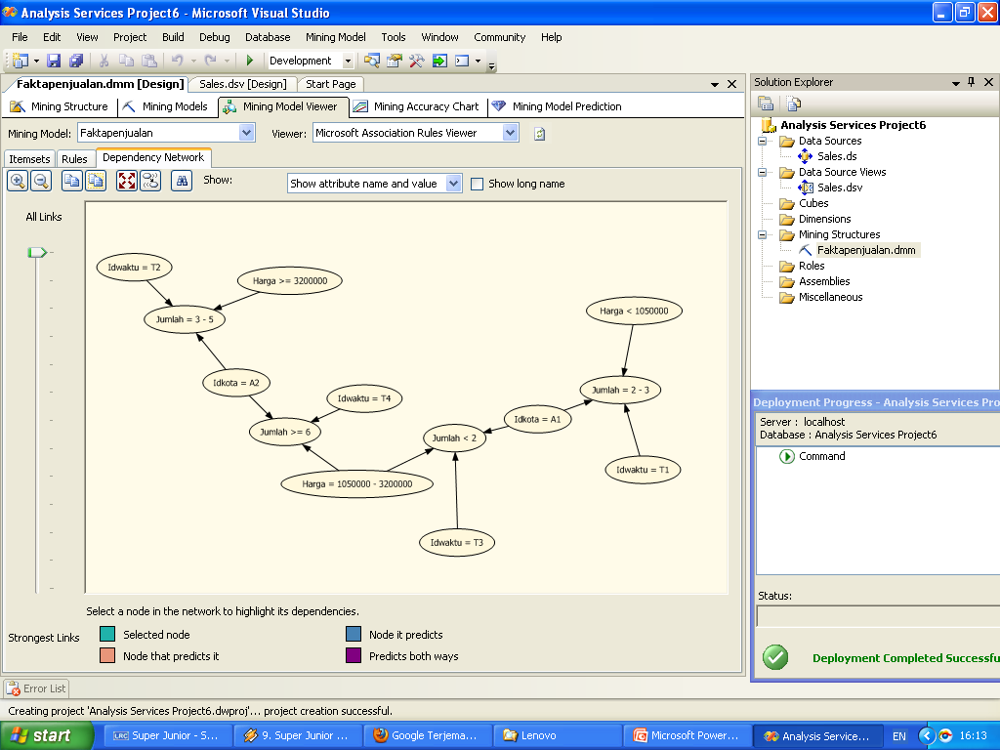 Analysis Services Project6 - Microsoft Visual Studio
File Edit View Project Build Debug Database Mining Model Tools Window Community Help
Development
Faktapenjualan.dmm [Design] Sales.dsv [Design] Start Page
Mining Structure Mining Models Mining Model Viewer Mining Accuracy Chart Mining Model Prediction
Mining Model: Faktapenjualan Viewer: Microsoft Association Rules Viewer
Itemsets Rules Dependency Network
Show: Show attribute name and value Show long name
All Links
Idwaktu = T2
Harga >= 3200000
Jumlah = 3 - 5
Harga < 1050000
Idkota = A2
Jumlah = 2 - 3
Idwaktu = T4
Idkota = A1
Jumlah >= 6
Jumlah < 2
Idwaktu = T1
Harga = 1050000 - 3200000
Idwaktu = T3
Select a node in the network to highlight its dependencies.
Strongest Links
Selected node
Node it predicts
Node that predicts it
Predicts both ways
Solution Explorer
Analysis Services Project6
Data Sources
Sales.ds
Data Source Views
Sales.dsv
Cubes
Dimensions
Mining Structures
Faktapenjualan.dmm
Roles
Assemblies
Miscellaneous
Deployment Progress - Analysis Services Pro
Server : localhost
Database : Analysis Services Project6
Command
Status:
Deployment Completed Successfu
Error List
Creating project 'Analysis Services Project6.dwproj'... project creation successful.
start LRC Super Junior - S... 9. Super Junior ... Google Terjema... Lenovo Microsoft Power... Analysis Service... EN 16:13